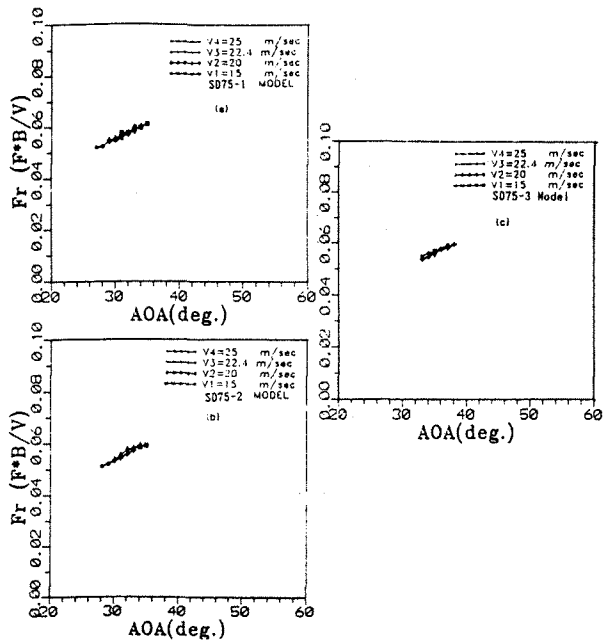 Fr (F*B/V)
0.00 0.02 0.04 0.06 0.08 0.10
V4=25 m/sec
V3=22.4 m/sec
V2=20 m/sec
V1=15 m/sec
SD75-1 MODEL
(a)
20 30 40 50 60
AOA(deg.)
Fr (F*B/V)
0.00 0.02 0.04 0.06 0.08 0.10
V4=25 m/sec
V3=22.4 m/sec
V2=20 m/sec
V1=15 m/sec
SD75-2 MODEL
(b)
20 30 40 50 60
AOA(deg.)
0.00 0.02 0.04 0.06 0.08 0.10
V4=25 m/sec
V3=22.4 m/sec
V2=20 m/sec
V1=15 m/sec
SD75-3 Model
(c)
20 30 40 50 60
AOA(deg.)